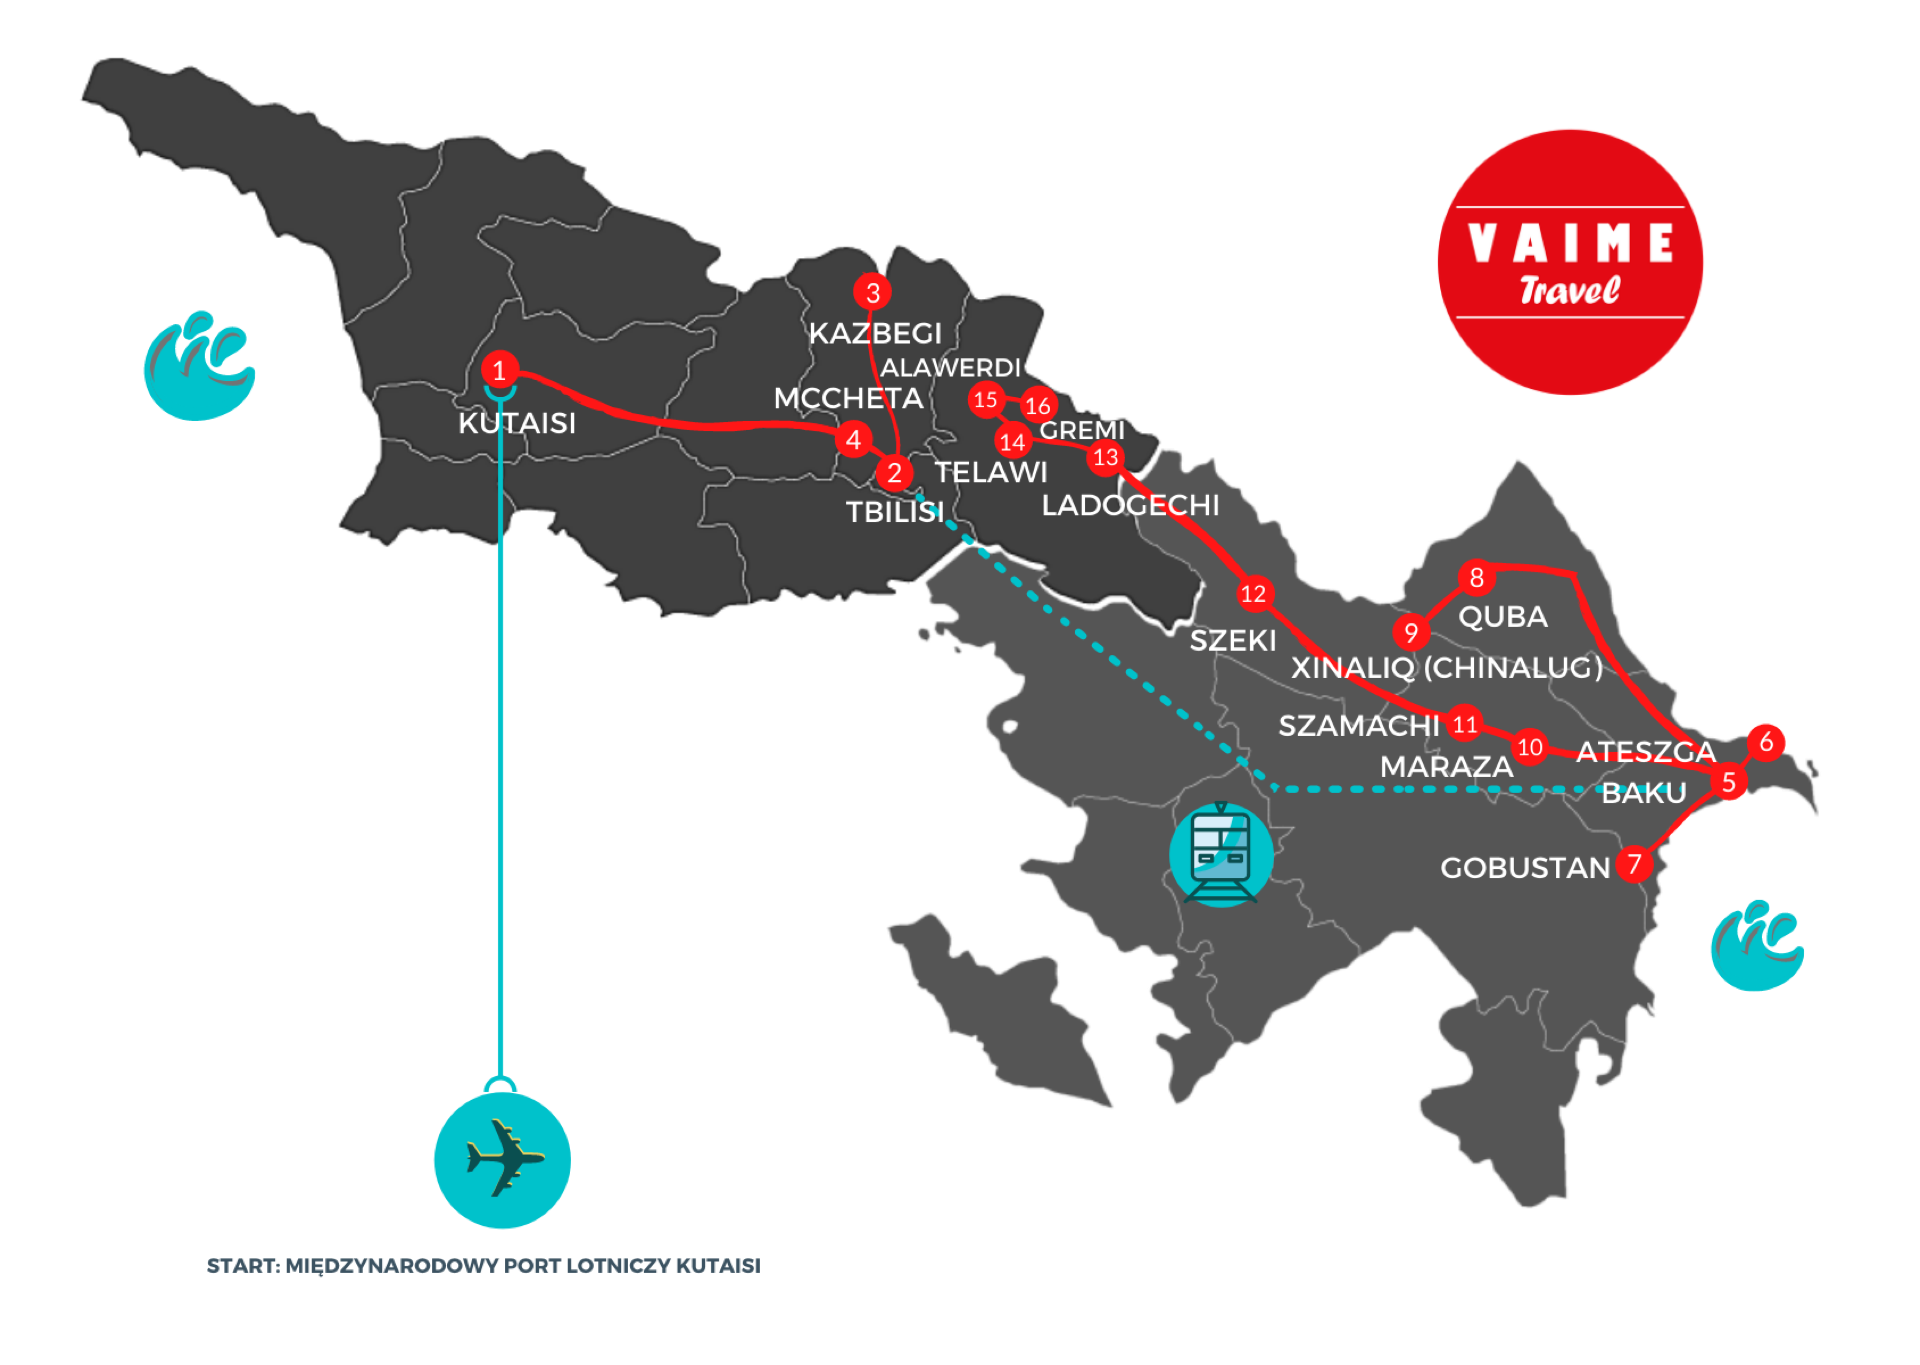 VAIME
Travel
3
KAZBEGI
1
ALAWERDI
MCCHETA
15
16
KUTAISI
4
14
GREMI
13
2
TELAWI
TBILISI
LADOGECHI
12
8
QUBA
9
SZEKI
XINALIQ (CHINALUG)
SZAMACHI
11
10
ATESZGA
6
MARAZA
BAKU
5
GOBUSTAN
7
START: MIĘDZYNARODOWY PORT LOTNICZY KUTAISI